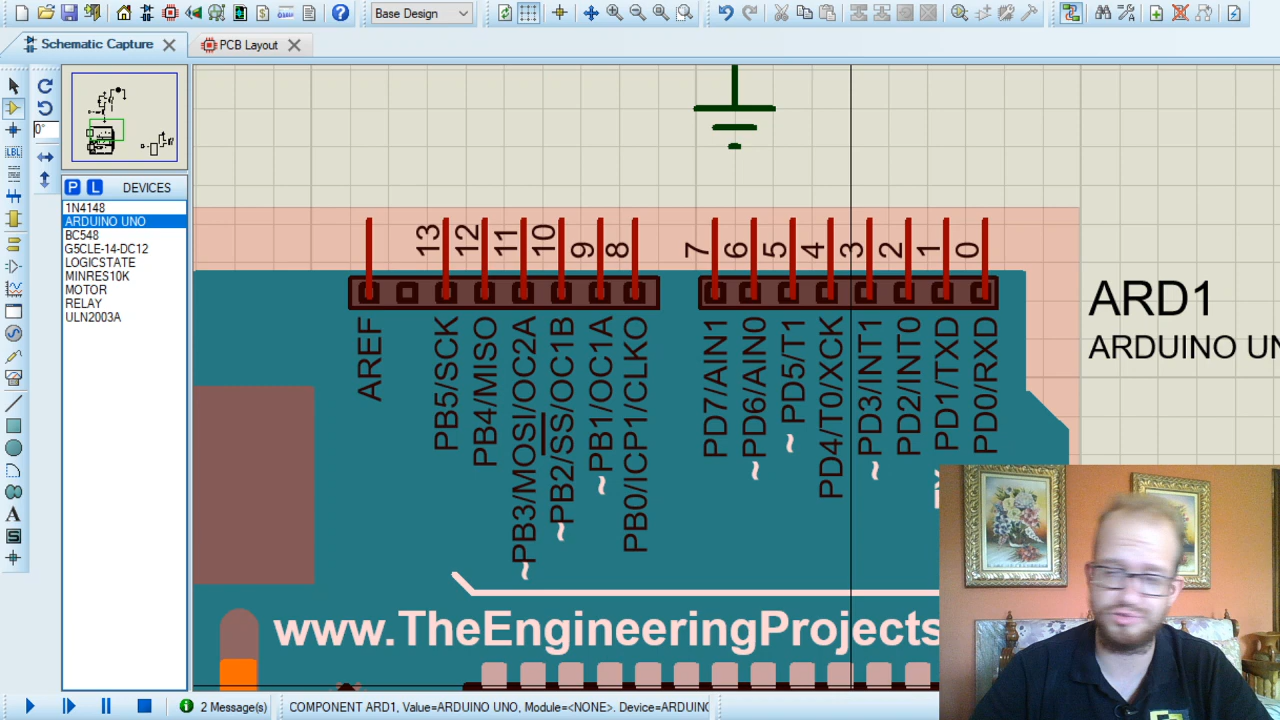 Base Design
Schematic Capture
PCB Layout
0°
LBL
P L DEVICES
1N4148
ARDUINO UNO
BC548
G5CLE-14-DC12
LOGICSTATE
MINRES10K
MOTOR
RELAY
ULN2003A
A
S
13 12 11 10 9 8 7 6 5 4 3 2 1 0
AREF
PB5/SCK
PB4/MISO
PB3/MOSI/OC2A
~
PB2/SS/OC1B
~
PB1/OC1A
~
PB0/ICP1/CLKO
PD7/AIN1
PD6/AIN0
~
PD5/T1
~
PD4/T0/XCK
PD3/INT1
~
PD2/INT0
PD1/TXD
PD0/RXD
ARD1
ARDUINO UN
www.TheEngineeringProjects
2 Message(s)
COMPONENT ARD1, Value=ARDUINO UNO, Module=<NONE>. Device=ARDUINO